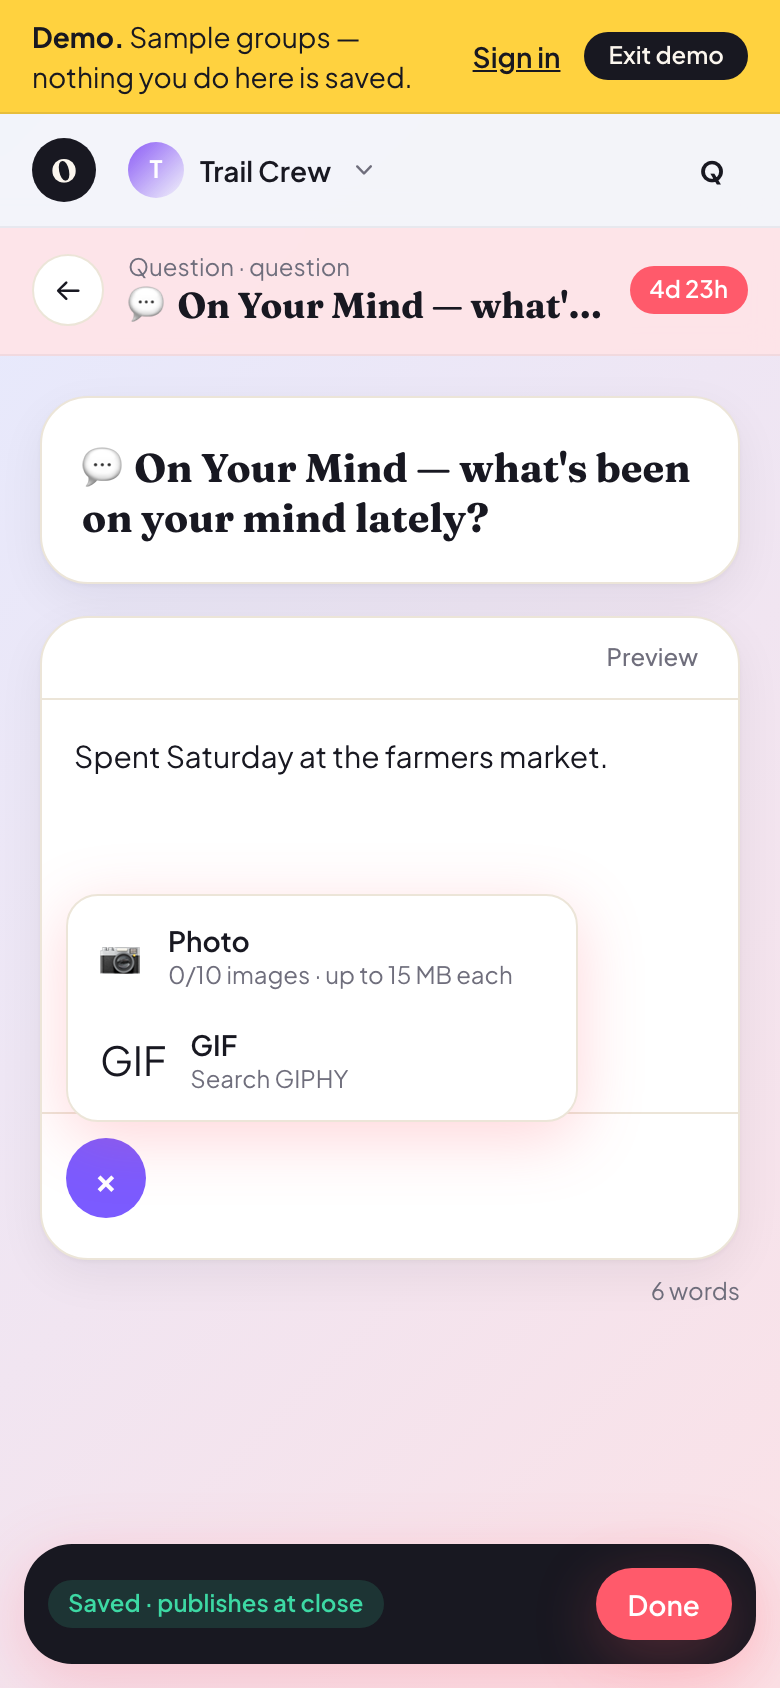 Demo. Sample groups —
nothing you do here is saved.
Sign in
Exit demo
O
T
Trail Crew
Q
Question · question
💬 On Your Mind — what'...
4d 23h
💬 On Your Mind — what's been
on your mind lately?
Preview
Spent Saturday at the farmers market.
Photo
0/10 images · up to 15 MB each
GIF
GIF
Search GIPHY
×
6 words
Saved · publishes at close
Done